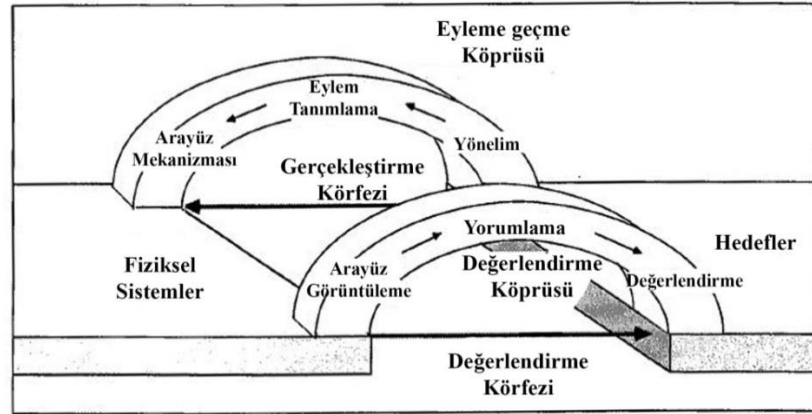 Eyleme geçme
Köprüsü
Eylem
Tanımlama
Arayüz
Mekanizması
Yönelim
Gerçekleştirme
Körfezi
Yorumlama
Hedefler
Fiziksel
Sistemler
Arayüz
Görüntüleme
Değerlendirme
Köprüsü
Değerlendirme
Değerlendirme
Körfezi